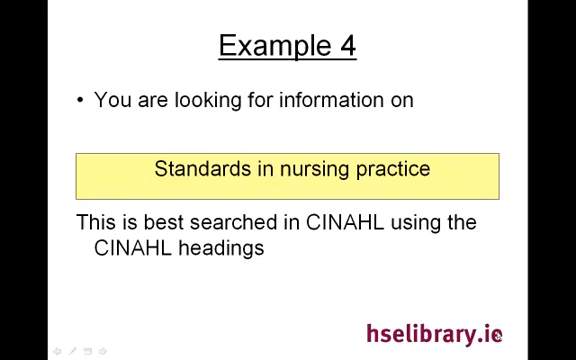 Example 4
• You are looking for information on
Standards in nursing practice
This is best searched in CINAHL using the
CINAHL headings
hselibrary.ie